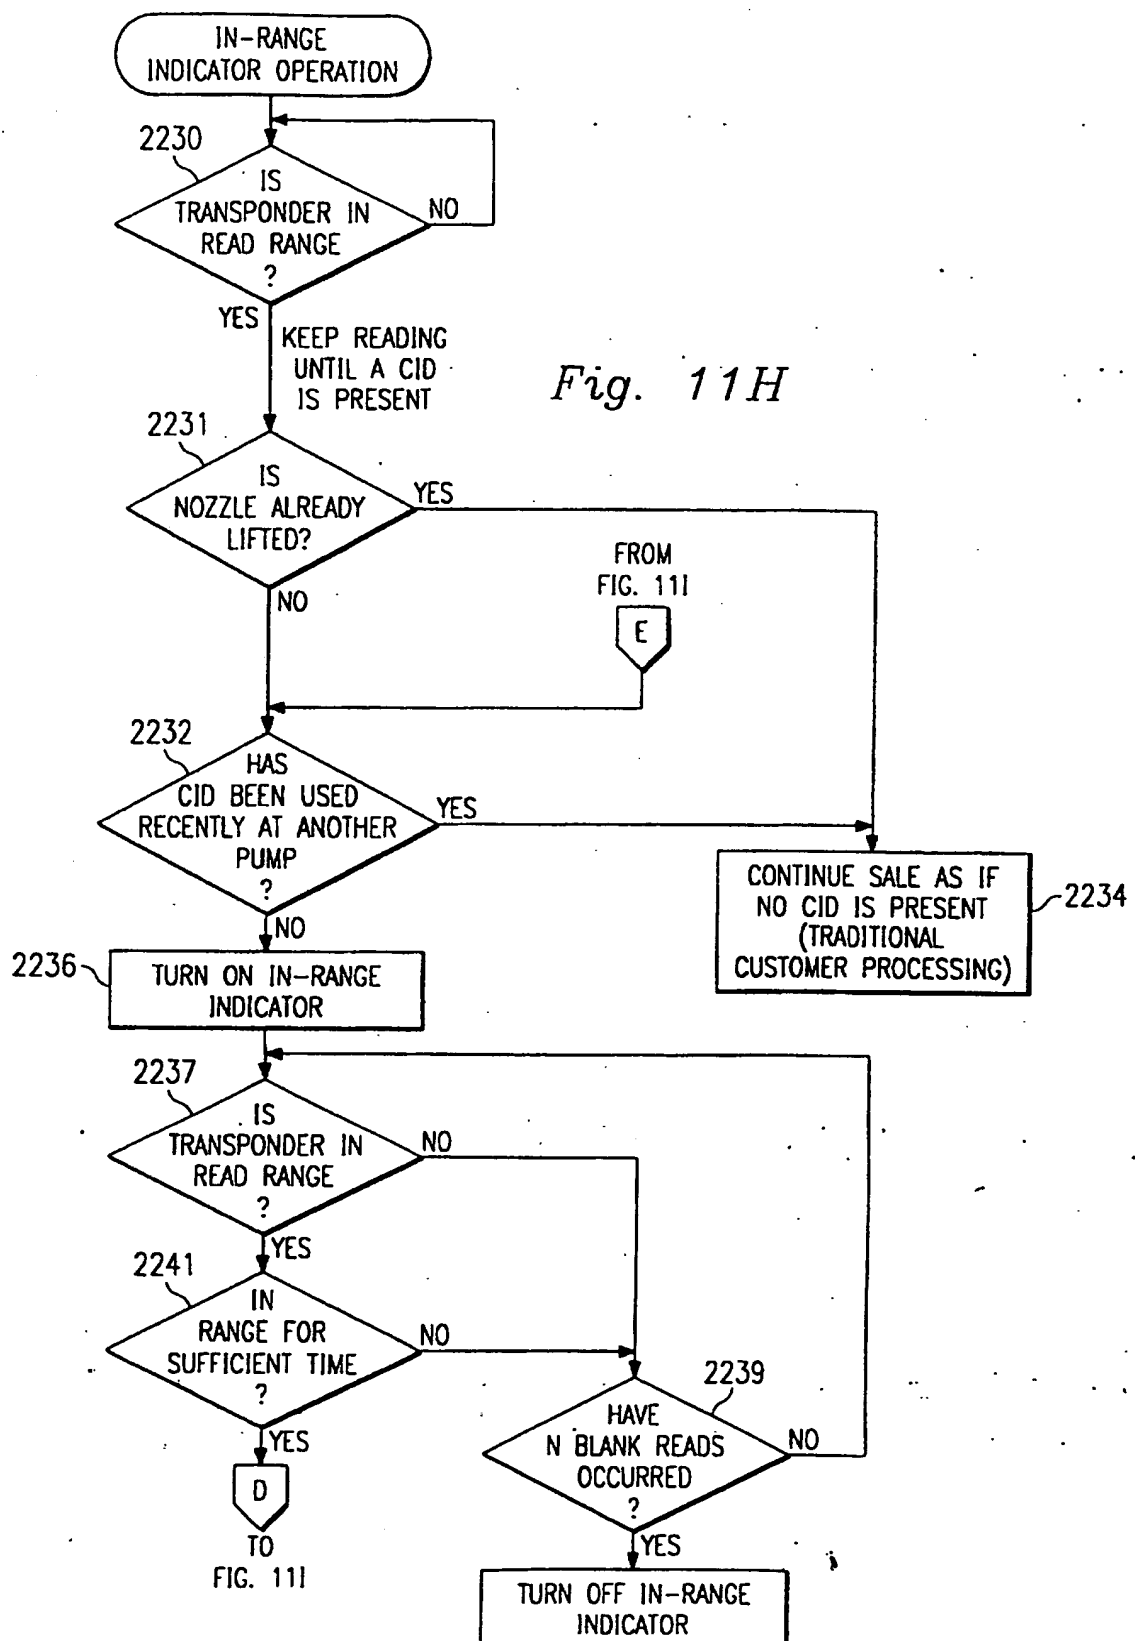 IN-RANGE
INDICATOR OPERATION
2230
IS
TRANSPONDER IN
READ RANGE
?
NO
YES
KEEP READING
UNTIL A CID
IS PRESENT
Fig. 11H
2231
IS
NOZZLE ALREADY
LIFTED?
YES
NO
FROM
FIG. 11I
E
2232
HAS
CID BEEN USED
RECENTLY AT ANOTHER
PUMP
?
YES
NO
CONTINUE SALE AS IF
NO CID IS PRESENT
(TRADITIONAL
CUSTOMER PROCESSING)
2234
2236
TURN ON IN-RANGE
INDICATOR
2237
IS
TRANSPONDER IN
READ RANGE
?
NO
YES
2241
IN
RANGE FOR
SUFFICIENT TIME
?
NO
YES
D
TO
FIG. 11I
2239
HAVE
N BLANK READS
OCCURRED
?
NO
YES
TURN OFF IN-RANGE
INDICATOR